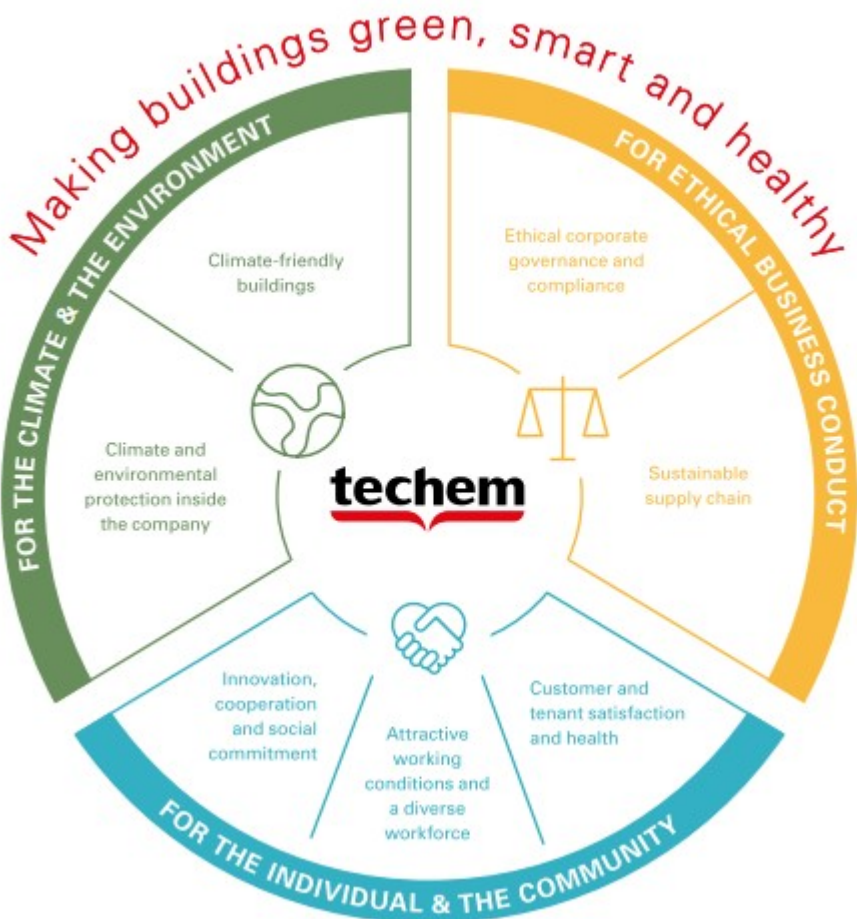 Making buildings green, smart and healthy
FOR THE CLIMATE & THE ENVIRONMENT
Climate-friendly
buildings
Climate and
environmental
protection inside
the company
FOR ETHICAL BUSINESS CONDUCT
Ethical corporate
governance and
compliance
Sustainable
supply chain
techem
Innovation,
cooperation
and social
commitment
Attractive
working
conditions and
a diverse
workforce
Customer and
tenant satisfaction
and health
FOR THE INDIVIDUAL & THE COMMUNITY